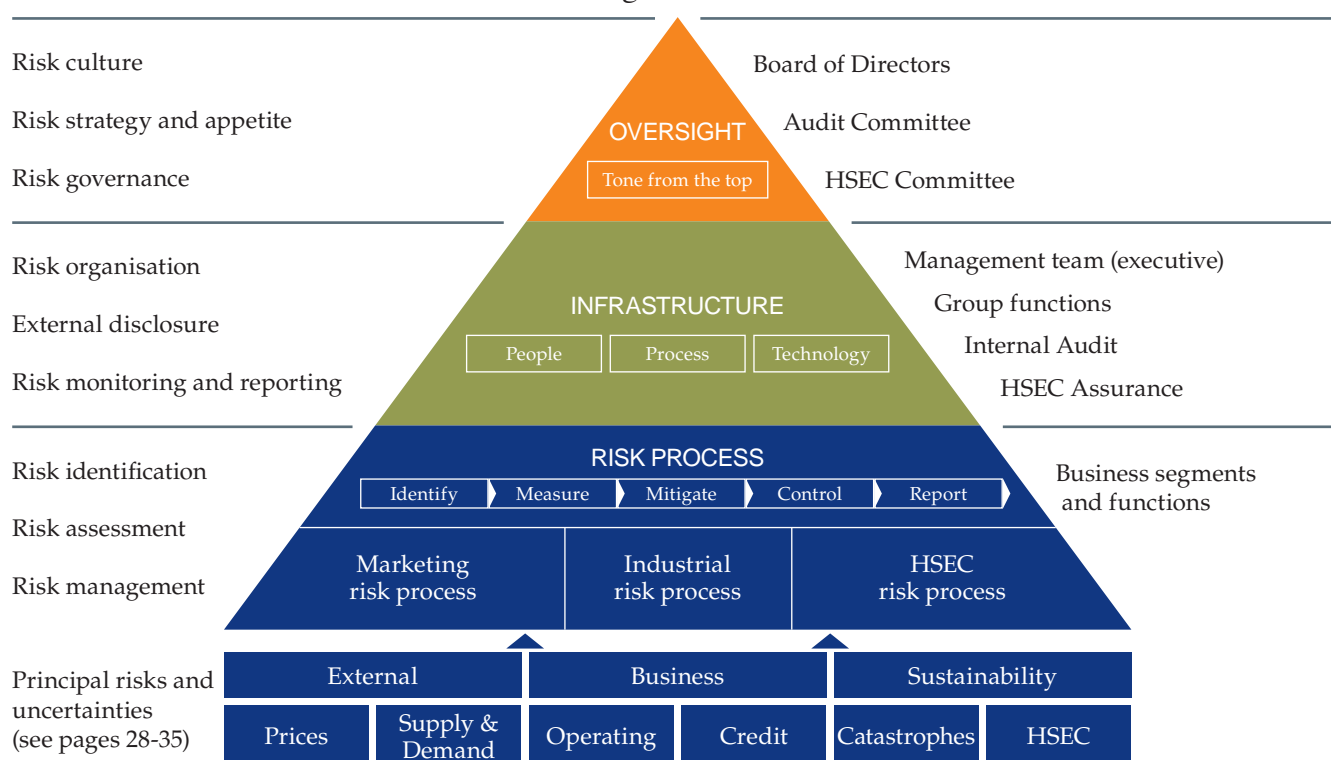 Risk culture
Risk strategy and appetite
Risk governance
OVERSIGHT
Tone from the top
Board of Directors
Audit Committee
HSEC Committee
Risk organisation
External disclosure
Risk monitoring and reporting
INFRASTRUCTURE
People
Process
Technology
Management team (executive)
Group functions
Internal Audit
HSEC Assurance
Risk identification
Risk assessment
Risk management
RISK PROCESS
Identify
Measure
Mitigate
Control
Report
Marketing
risk process
Industrial
risk process
HSEC
risk process
Business segments
and functions
Principal risks and
uncertainties
(see pages 28-35)
External
Business
Sustainability
Prices
Supply &
Demand
Operating
Credit
Catastrophes
HSEC